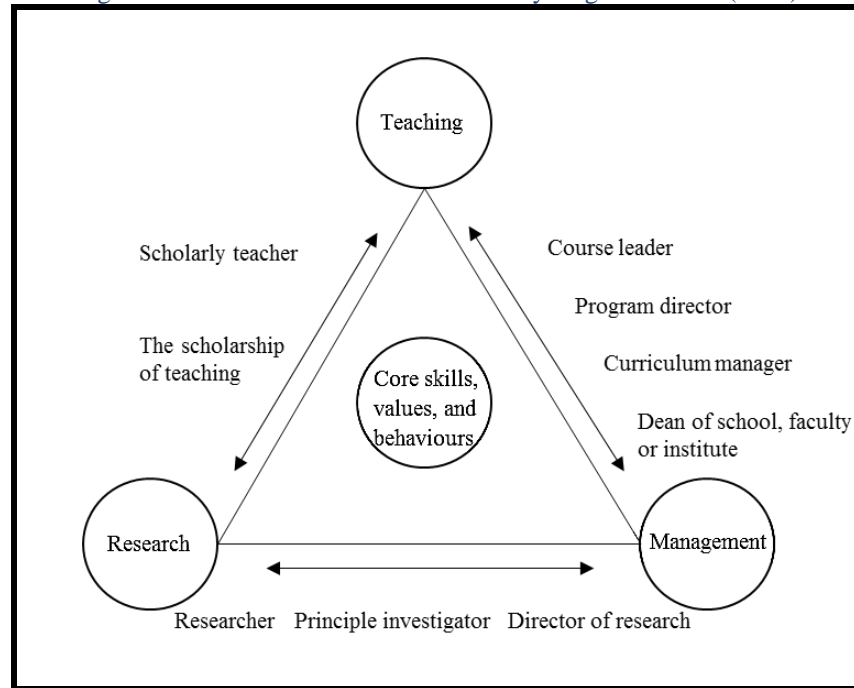 Teaching
Scholarly teacher
Course leader
Program director
The scholarship
of teaching
Curriculum manager
Core skills,
values, and
behaviours
Dean of school, faculty
or institute
Research
Management
Researcher Principle investigator Director of research